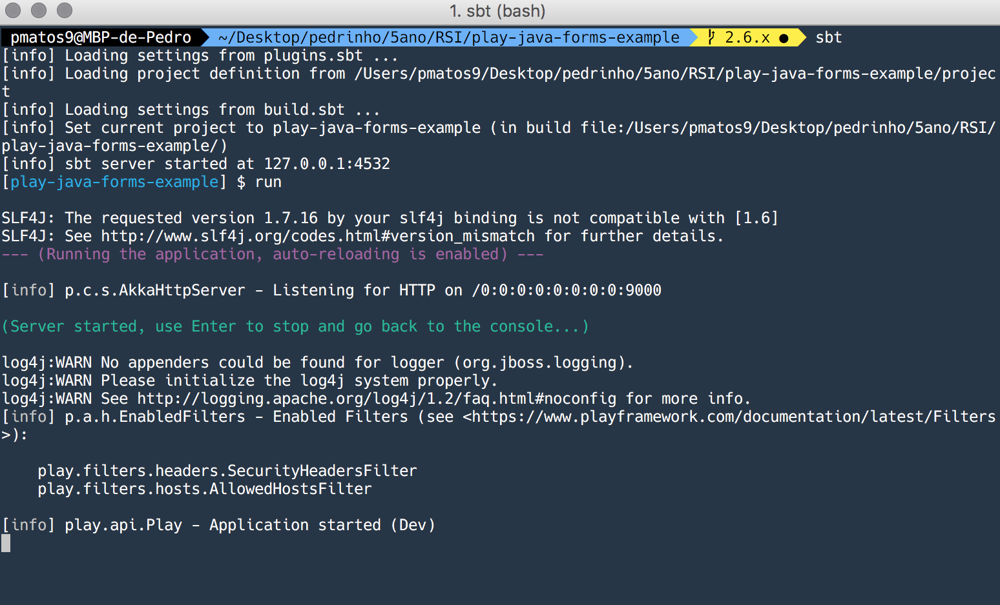 1. sbt (bash)
pmatos9@MBP-de-Pedro ~/Desktop/pedrinho/5ano/RSI/play-java-forms-example 2.6.x ● sbt
[info] Loading settings from plugins.sbt ...
[info] Loading project definition from /Users/pmatos9/Desktop/pedrinho/5ano/RSI/play-java-forms-example/projec
t
[info] Loading settings from build.sbt ...
[info] Set current project to play-java-forms-example (in build file:/Users/pmatos9/Desktop/pedrinho/5ano/RSI/
play-java-forms-example/)
[info] sbt server started at 127.0.0.1:4532
[play-java-forms-example] $ run
SLF4J: The requested version 1.7.16 by your slf4j binding is not compatible with [1.6]
SLF4J: See http://www.slf4j.org/codes.html#version_mismatch for further details.
--- (Running the application, auto-reloading is enabled) ---
[info] p.c.s.AkkaHttpServer - Listening for HTTP on /0:0:0:0:0:0:0:0:9000
(Server started, use Enter to stop and go back to the console...)
log4j:WARN No appenders could be found for logger (org.jboss.logging).
log4j:WARN Please initialize the log4j system properly.
log4j:WARN See http://logging.apache.org/log4j/1.2/faq.html#noconfig for more info.
[info] p.a.h.EnabledFilters - Enabled Filters (see <https://www.playframework.com/documentation/latest/Filters
>):
play.filters.headers.SecurityHeadersFilter
play.filters.hosts.AllowedHostsFilter
[info] play.api.Play - Application started (Dev)